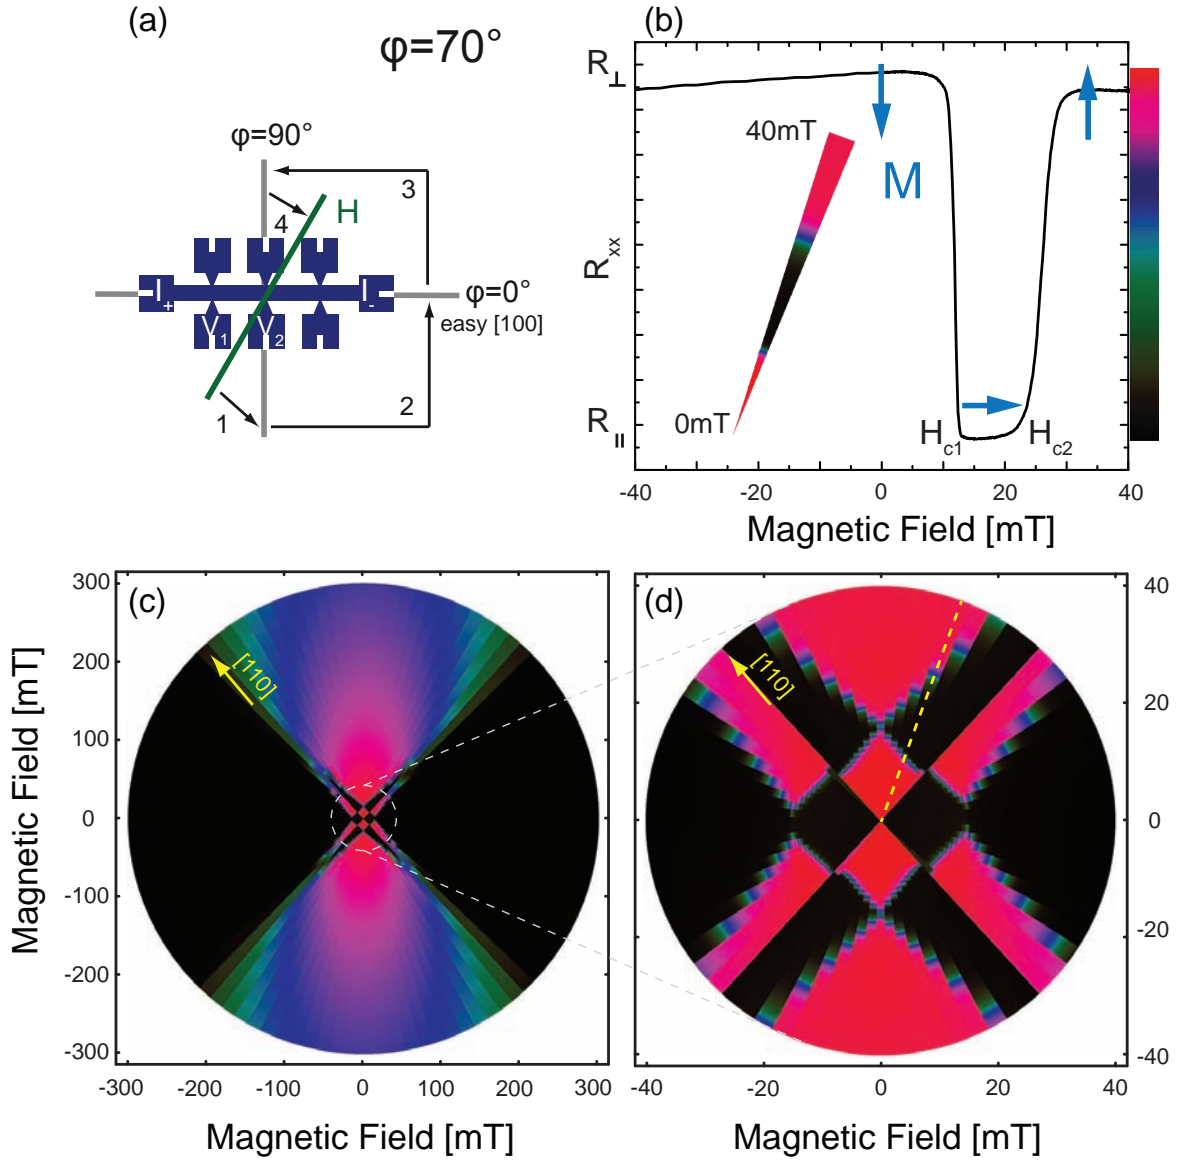 (a)
φ=70°
φ=90°
3
4
H
I+
I-
φ=0°
easy [100]
V1
V2
1
2
(b)
R⊥
40mT
M
Rxx
0mT
R||
Hc1
Hc2
-40
-20
0
20
40
Magnetic Field [mT]
(c)
300
200
100
0
-100
-200
-300
[110]
Magnetic Field [mT]
-300
-200
-100
0
100
200
300
Magnetic Field [mT]
(d)
[110]
40
20
0
-20
-40
-40
-20
0
20
40
Magnetic Field [mT]